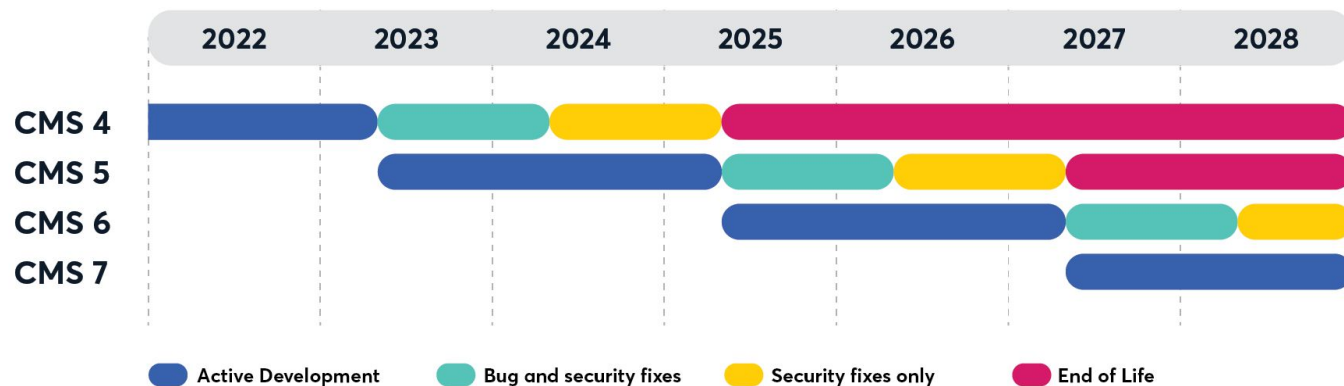 2022 2023 2024 2025 2026 2027 2028
CMS 4
CMS 5
CMS 6
CMS 7
Active Development Bug and security fixes Security fixes only End of Life